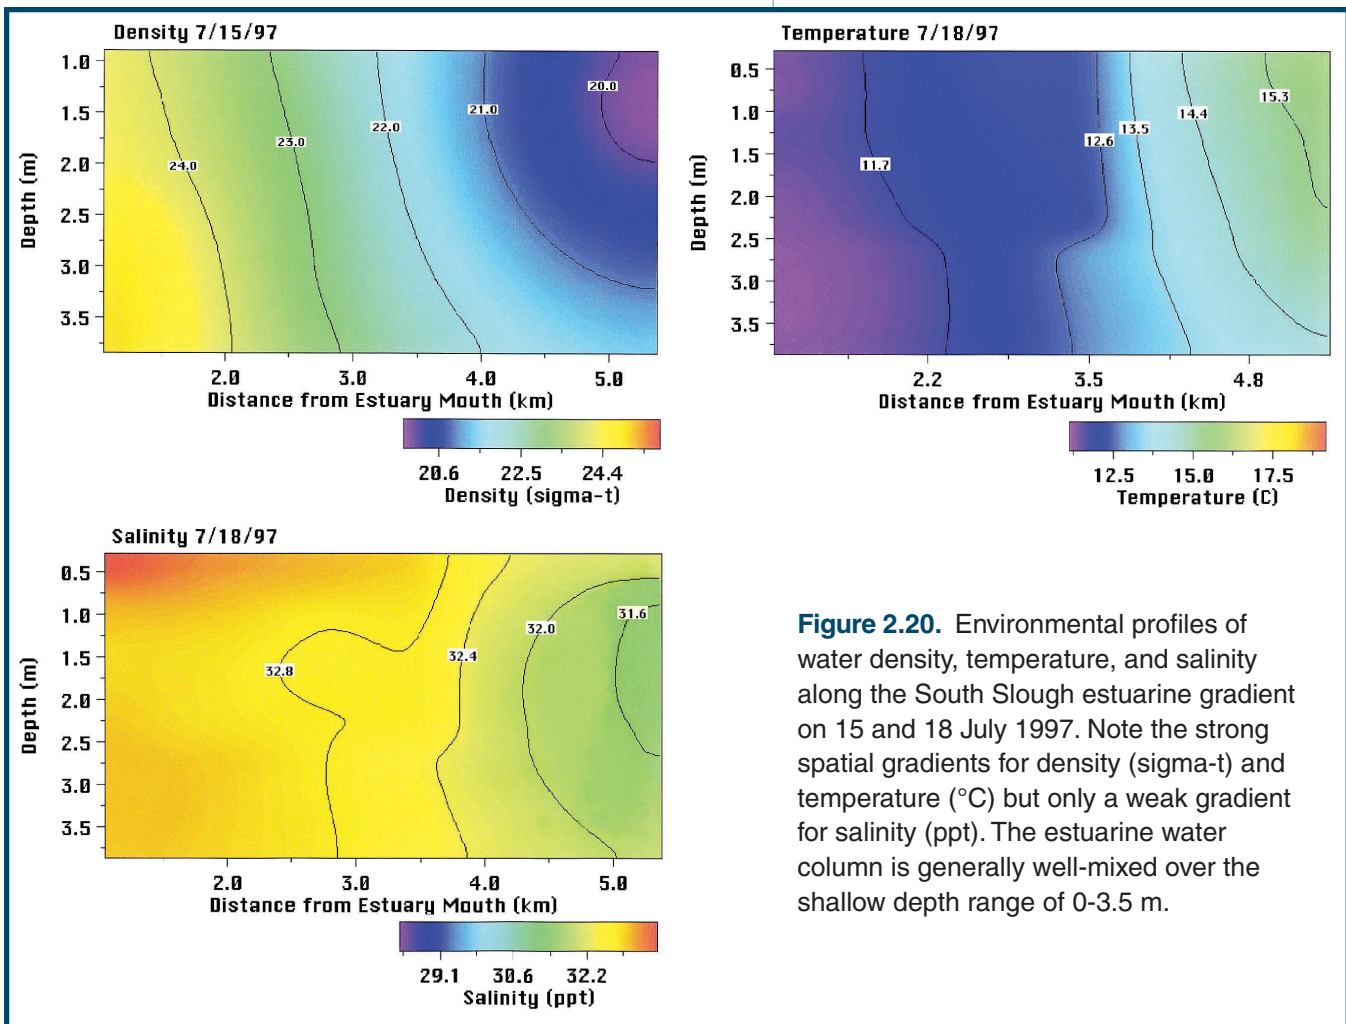 Density 7/15/97
1.0
1.5
2.0
2.5
3.0
3.5
Depth (m)
24.0
23.0
22.0
21.0
20.0
2.0 3.0 4.0 5.0
Distance from Estuary Mouth (km)
20.6 22.5 24.4
Density (sigma-t)
Temperature 7/18/97
0.5
1.0
1.5
2.0
2.5
3.0
3.5
Depth (m)
11.7
12.6
13.5
14.4
15.3
2.2 3.5 4.8
Distance from Estuary Mouth (km)
12.5 15.0 17.5
Temperature (C)
Salinity 7/18/97
0.5
1.0
1.5
2.0
2.5
3.0
3.5
Depth (m)
32.8
32.4
32.0
31.6
2.0 3.0 4.0 5.0
Distance from Estuary Mouth (km)
29.1 30.6 32.2
Salinity (ppt)
Figure 2.20. Environmental profiles of
water density, temperature, and salinity
along the South Slough estuarine gradient
on 15 and 18 July 1997. Note the strong
spatial gradients for density (sigma-t) and
temperature (°C) but only a weak gradient
for salinity (ppt). The estuarine water
column is generally well-mixed over the
shallow depth range of 0-3.5 m.